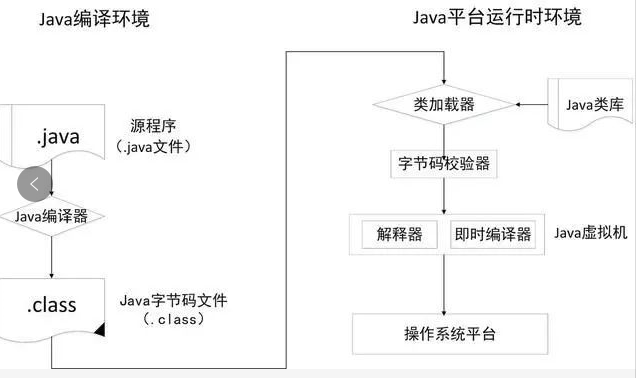 Java编译环境
.java
源程序
（.java文件）
Java编译器
.class
Java字节码文件
（.class）
Java平台运行时环境
类加载器
Java类库
字节码校验器
解释器
即时编译器
Java虚拟机
操作系统平台